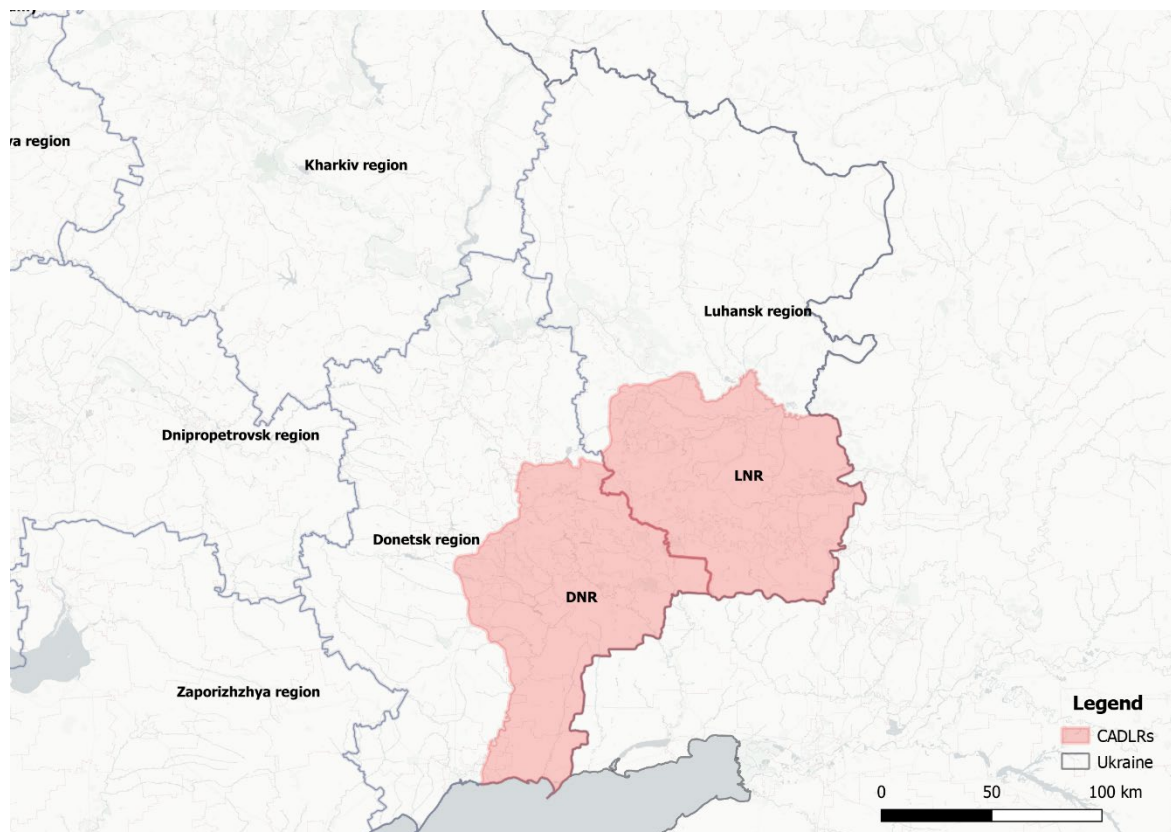 ya region
Kharkiv region
Luhansk region
Dnipropetrovsk region
LNR
Donetsk region
DNR
Zaporizhzhya region
Legend
CADLRs
Ukraine
0 50 100 km